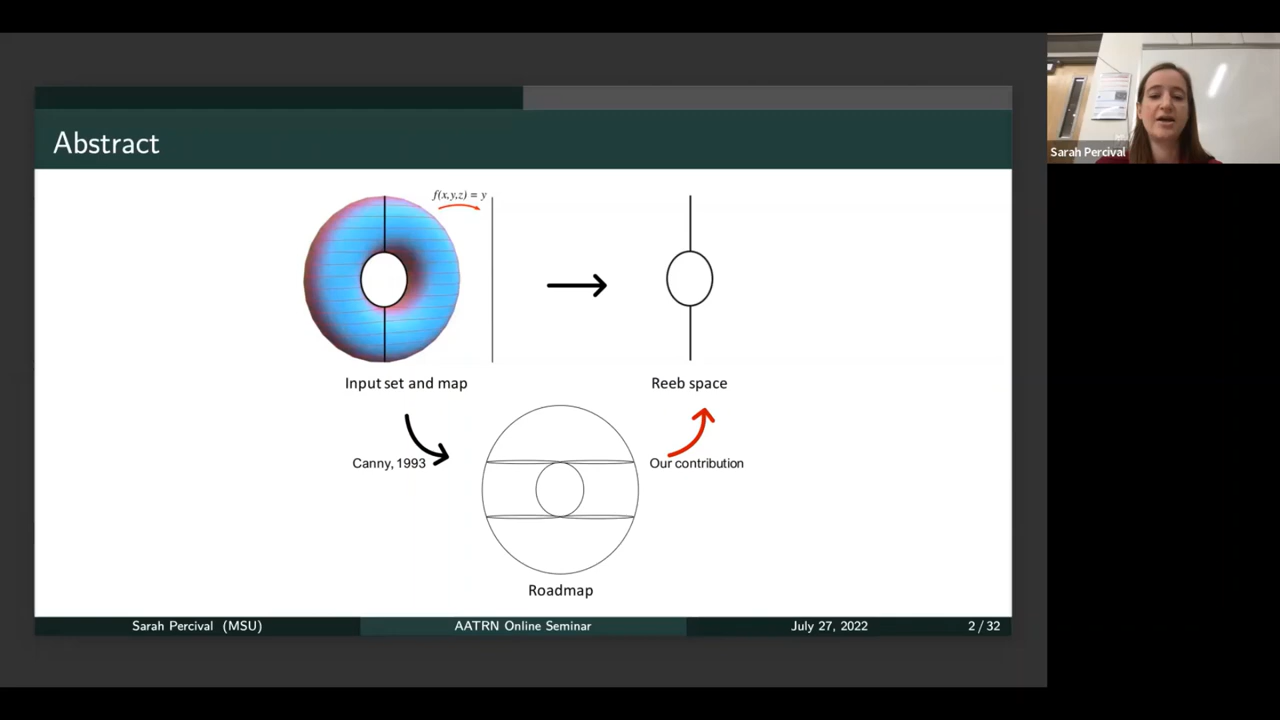 Abstract
f(x,y,z) = y
Input set and map
Reeb space
Canny, 1993
Our contribution
Roadmap
Sarah Percival (MSU)
AATRN Online Seminar
July 27, 2022
2 / 32
Sarah Percival